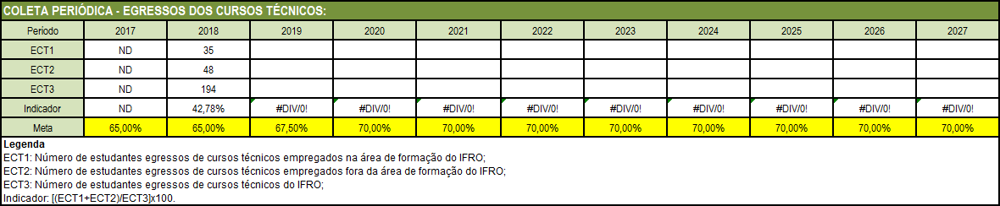 COLETA PERIÓDICA - EGRESSOS DOS CURSOS TÉCNICOS:
Período 2017 2018 2019 2020 2021 2022 2023 2024 2025 2026 2027
ECT1 ND 35
ECT2 ND 48
ECT3 ND 194
Indicador ND 42,78% #DIV/0! #DIV/0! #DIV/0! #DIV/0! #DIV/0! #DIV/0! #DIV/0! #DIV/0! #DIV/0!
Meta 65,00% 65,00% 67,50% 70,00% 70,00% 70,00% 70,00% 70,00% 70,00% 70,00% 70,00%
Legenda
ECT1: Número de estudantes egressos de cursos técnicos empregados na área de formação do IFRO;
ECT2: Número de estudantes egressos de cursos técnicos empregados fora da área de formação do IFRO;
ECT3: Número de estudantes egressos de cursos técnicos do IFRO;
Indicador: [(ECT1+ECT2)/ECT3]x100.